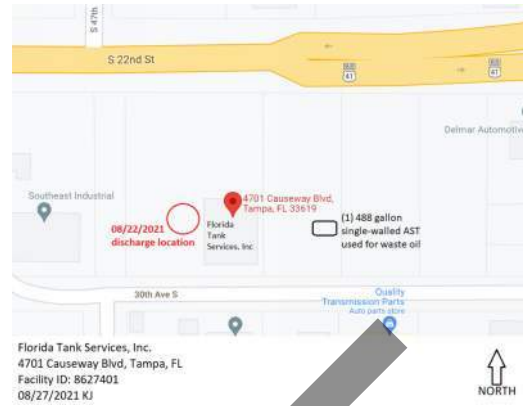 S 47th
S 22nd St
41
41
Delmar Automotive
Southeast Industrial
4701 Causeway Blvd,
Tampa, FL 33619
08/22/2021
discharge location
Florida
Tank
Services, Inc
(1) 488 gallon
single-walled AST
used for waste oil
30th Ave S
Quality
Transmission Parts
Auto parts store
Florida Tank Services, Inc.
4701 Causeway Blvd, Tampa, FL
Facility ID: 8627401
08/27/2021 KJ
NORTH